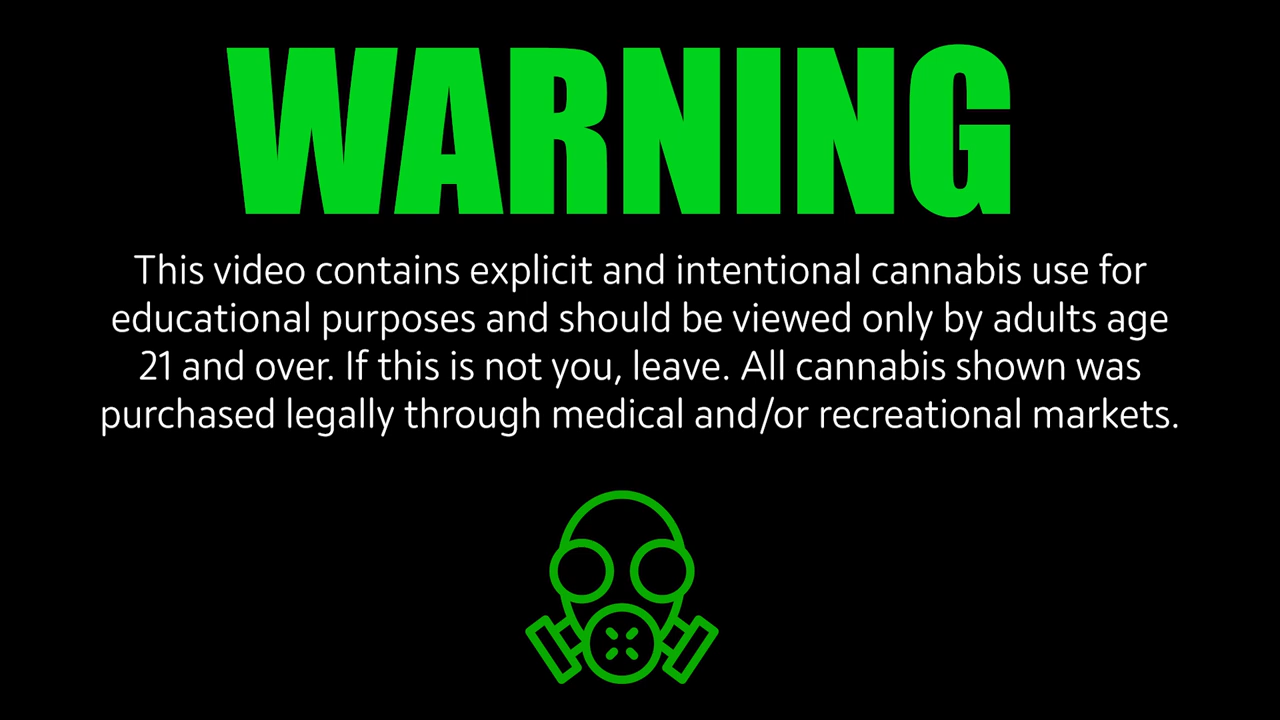 WARNING
This video contains explicit and intentional cannabis use for
educational purposes and should be viewed only by adults age
21 and over. If this is not you, leave. All cannabis shown was
purchased legally through medical and/or recreational markets.